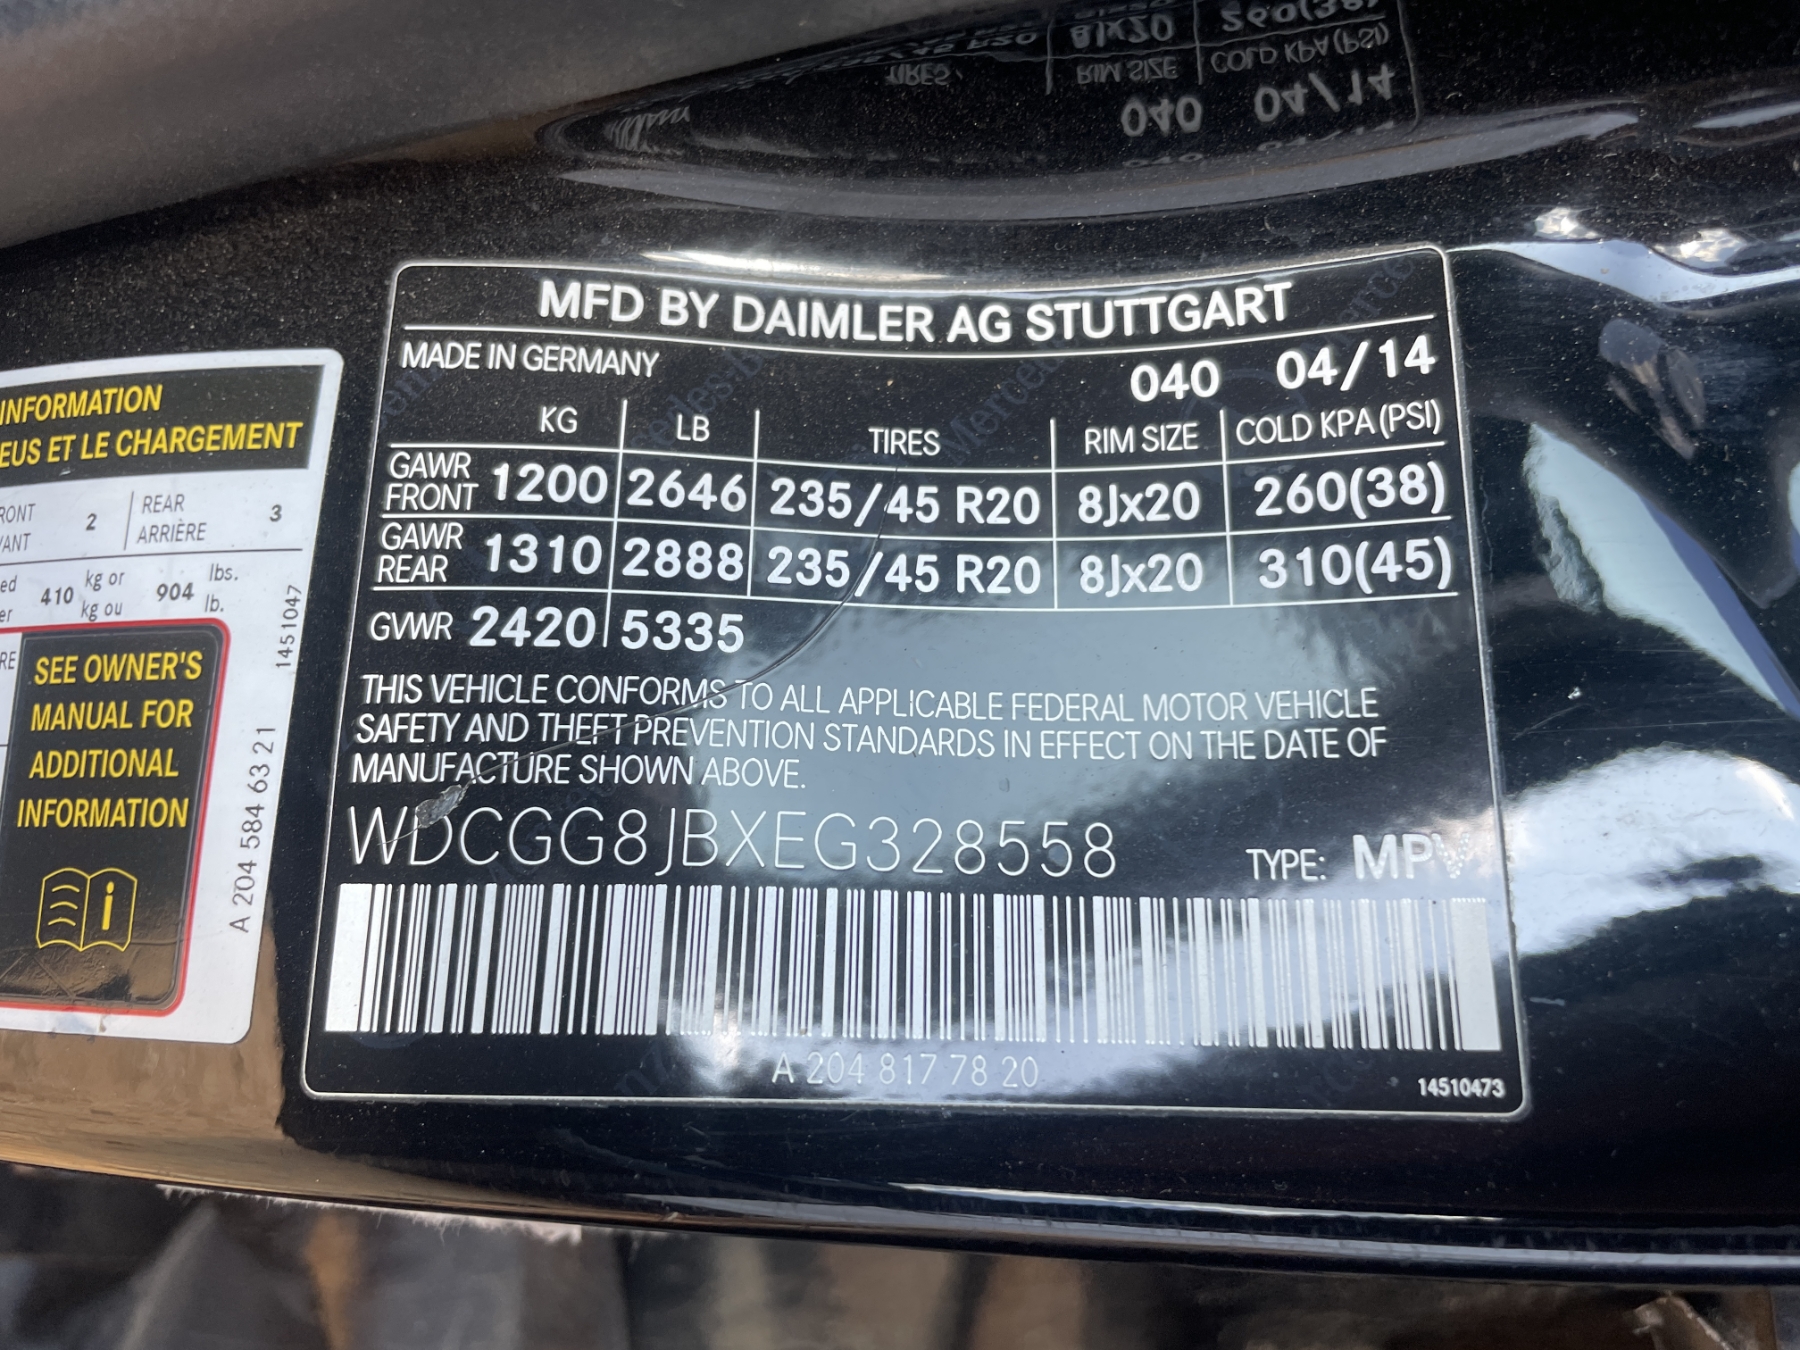 TIRES
RIM SIZE
COLD KPA (PSI)
040 04/14
INFORMATION
EUS ET LE CHARGEMENT
2
REAR
ARRIÈRE
3
410
kg or
kg ou
904
lbs.
lb.
SEE OWNER'S
MANUAL FOR
ADDITIONAL
INFORMATION
1451047
A 204 584 63 21
MFD BY DAIMLER AG STUTTGART
MADE IN GERMANY 040 04/14
KG LB TIRES RIM SIZE COLD KPA (PSI)
GAWR FRONT 1200 2646 235/45 R20 8Jx20 260(38)
GAWR REAR 1310 2888 235/45 R20 8Jx20 310(45)
GVWR 2420 5335
THIS VEHICLE CONFORMS TO ALL APPLICABLE FEDERAL MOTOR VEHICLE
SAFETY AND THEFT PREVENTION STANDARDS IN EFFECT ON THE DATE OF
MANUFACTURE SHOWN ABOVE.
WDCGG8JBXEG328558 TYPE: MPV
A 204 817 78 20
14510473